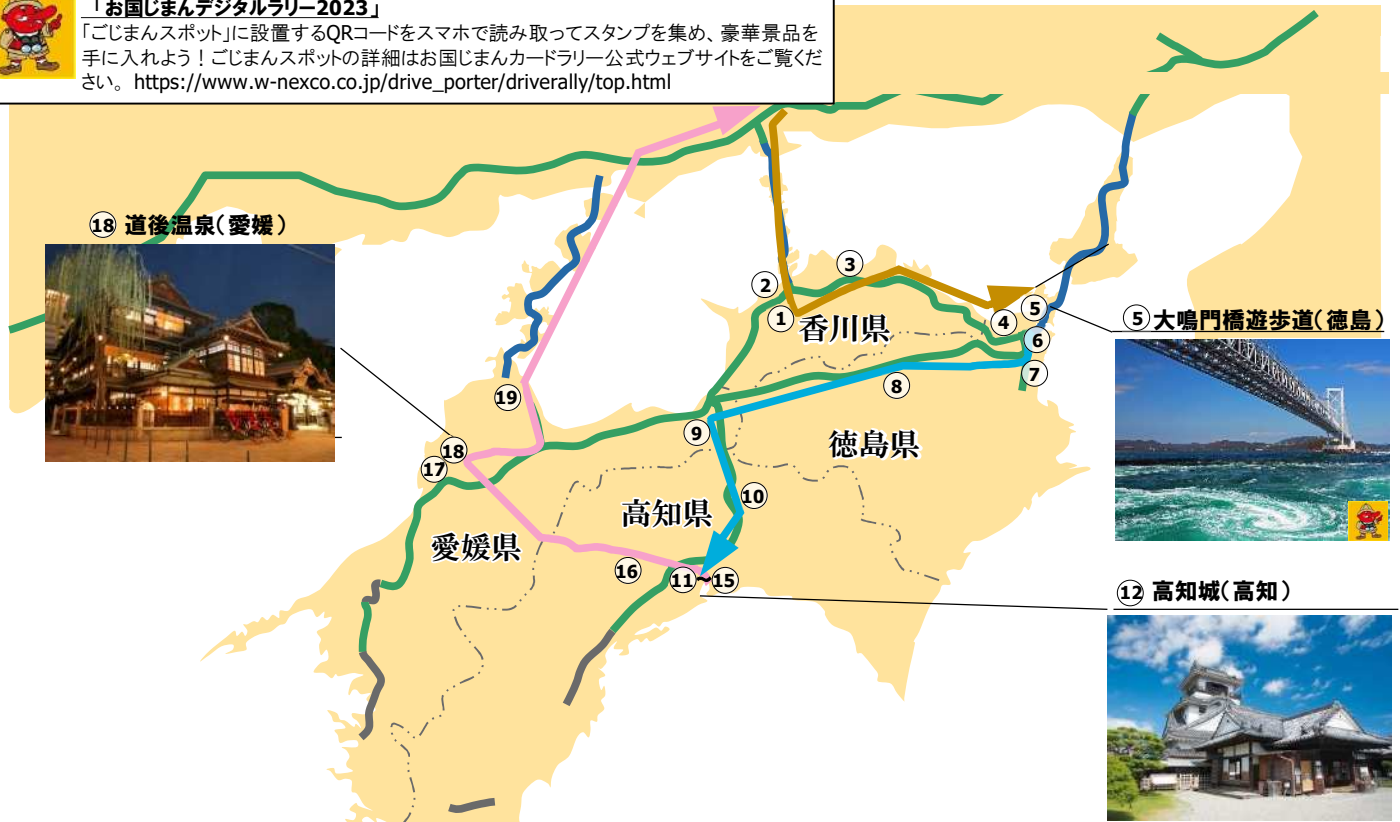 「お国じまんデジタルラリー2023」
「ごじまんスポット」に設置するQRコードをスマホで読み取ってスタンプを集め、豪華景品を
手に入れよう！ごじまんスポットの詳細はお国じまんカードラリー公式ウェブサイトをご覧くだ
さい。 https://www.w-nexco.co.jp/drive_porter/driverally/top.html
⑱ 道後温泉（愛媛）
③
②
①
香川県
④
⑤
⑤大鳴門橋遊歩道（徳島）
⑥
⑦
⑧
⑲
⑨
徳島県
⑱
⑰
⑩
高知県
愛媛県
⑯
⑪～⑮
⑫ 高知城（高知）